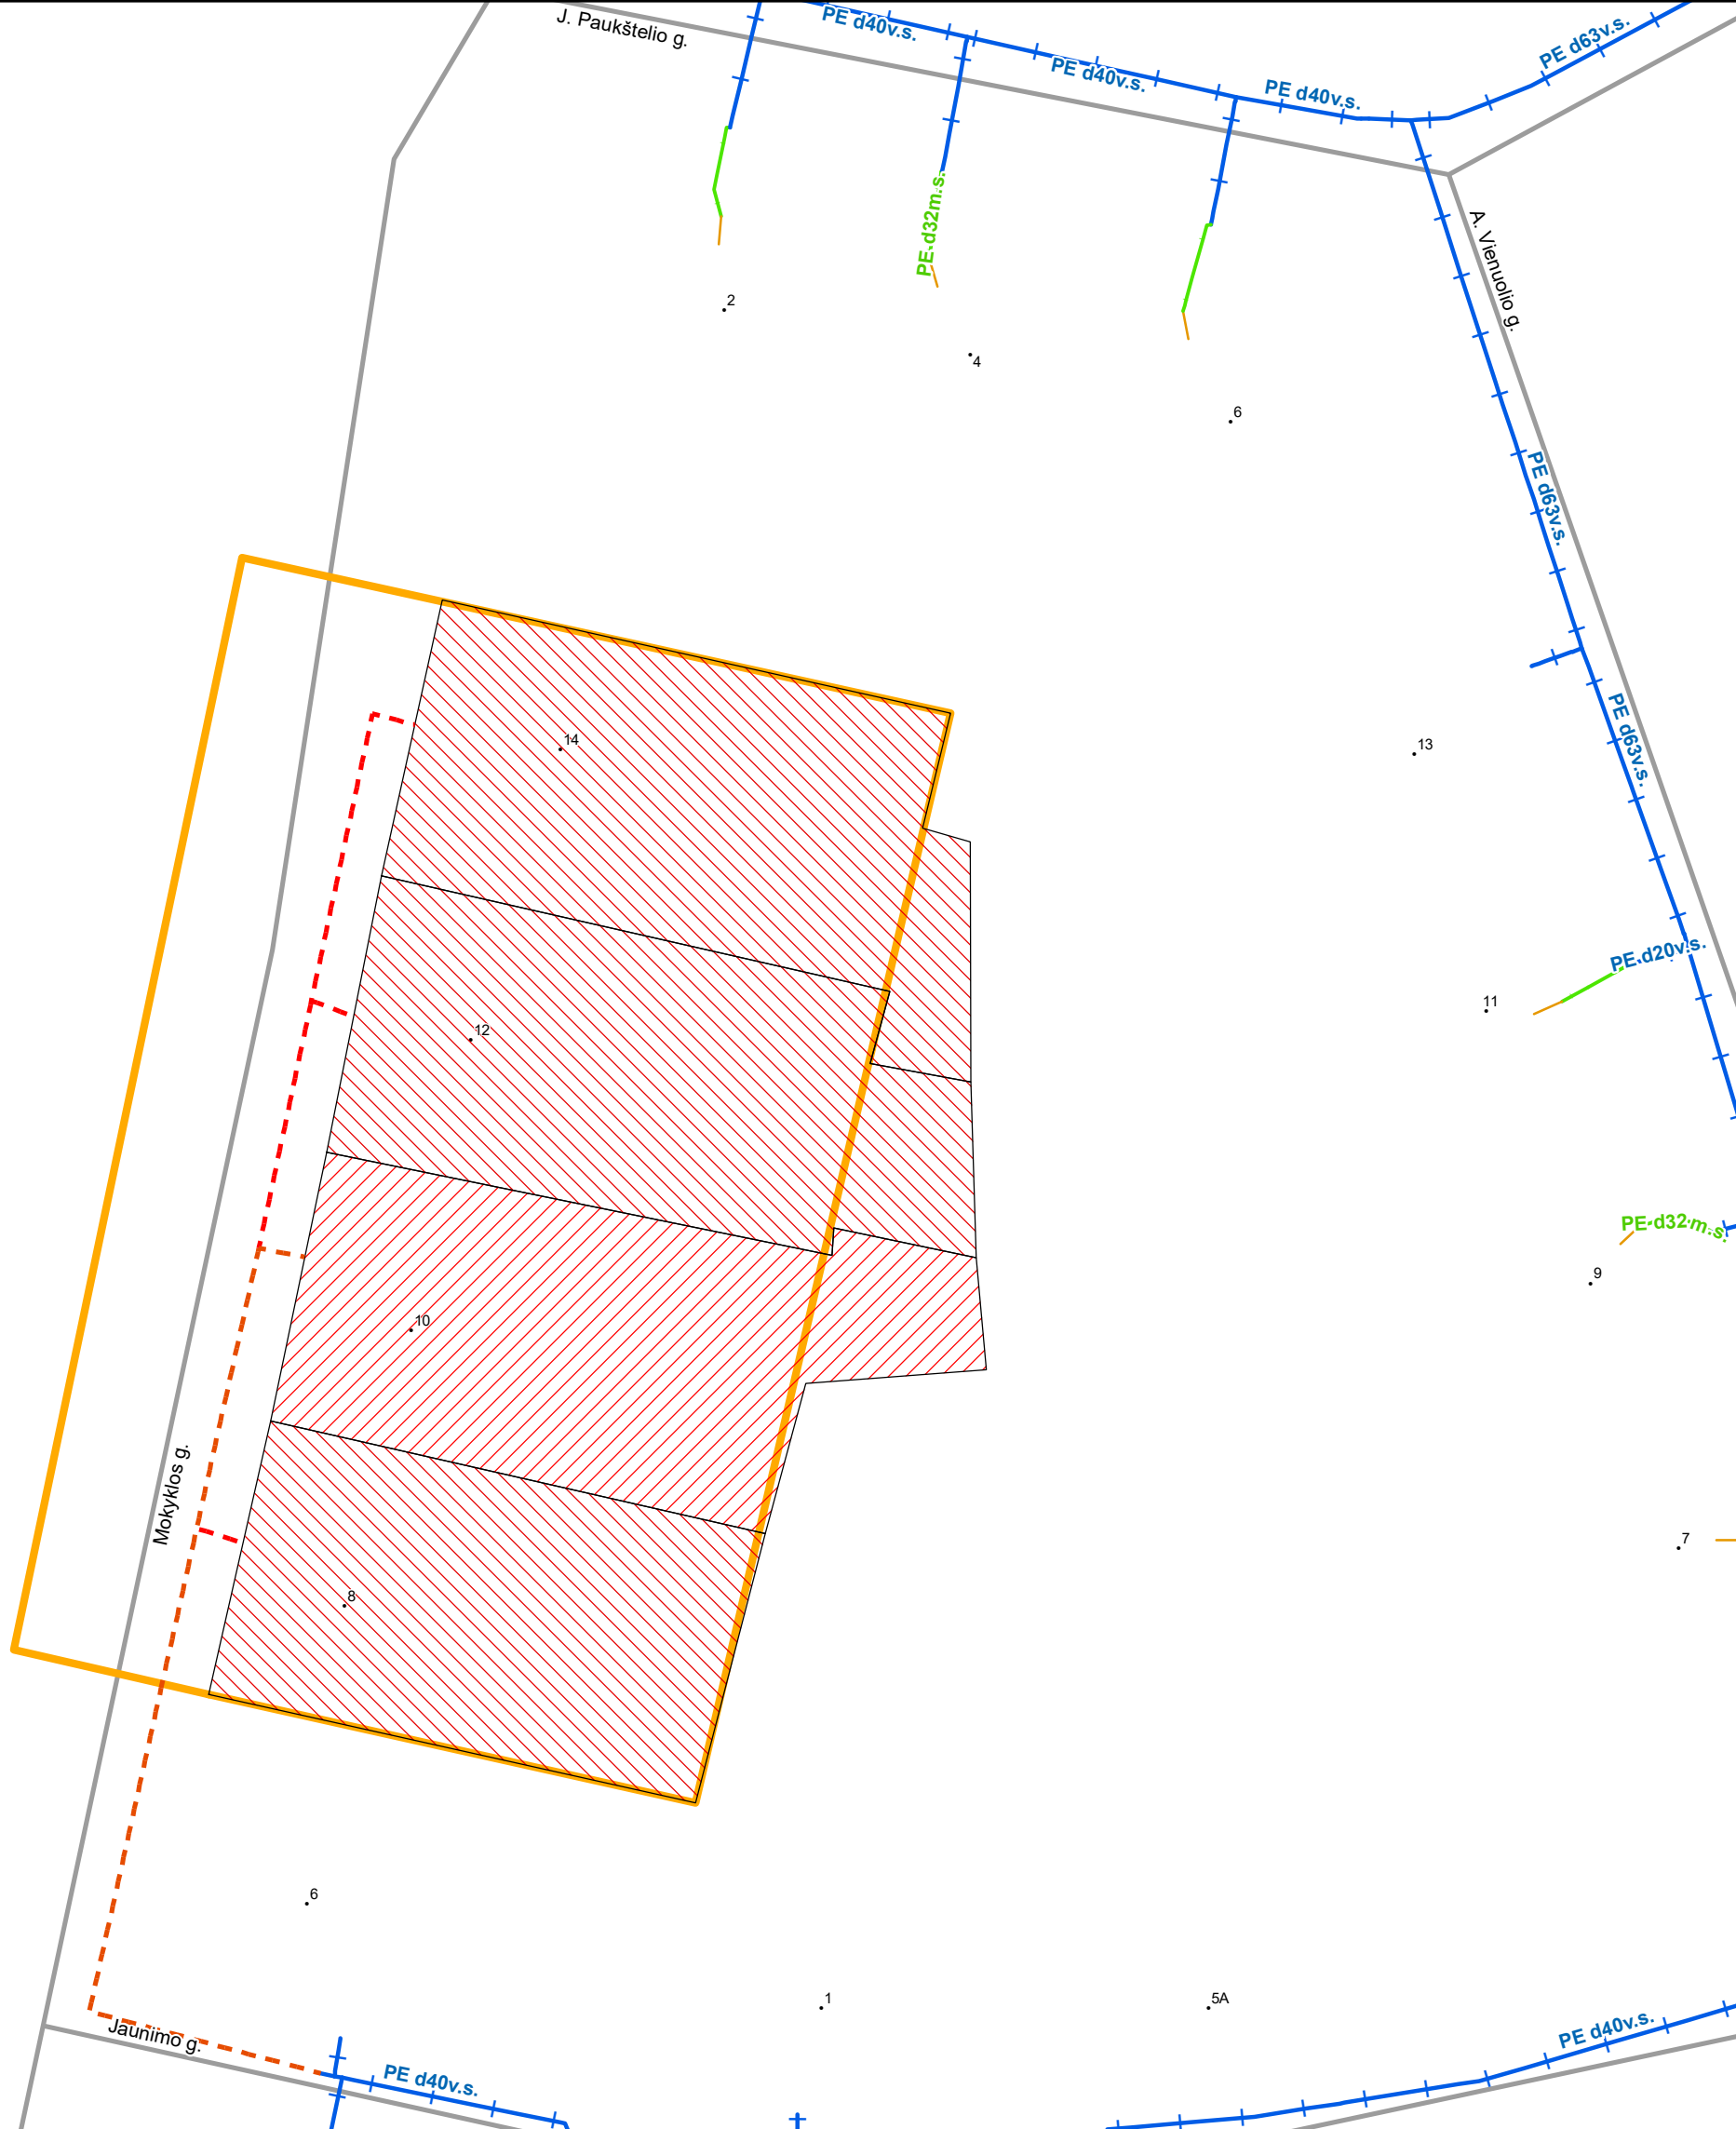 J. Paukštelio g.
PE d40v.s.
PE d40v.s.
PE d40v.s.
PE d63v.s.
PE d32m.s.
A. Vienuolio g.
2
4
6
PE d63v.s.
PE d63v.s.
14
13
PE d20v.s.
11
12
PE d32 m.s.
9
10
Mokyklos g.
7
8
6
1
5A
Jaunimo g.
PE d40v.s.
PE d40v.s.